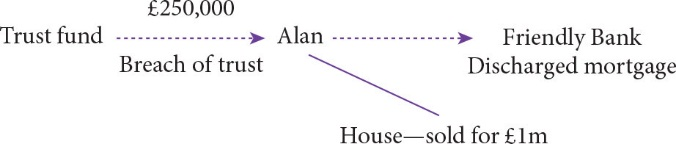 £250,000
Trust fund
Breach of trust
Alan
Friendly Bank
Discharged mortgage
House—sold for £1m